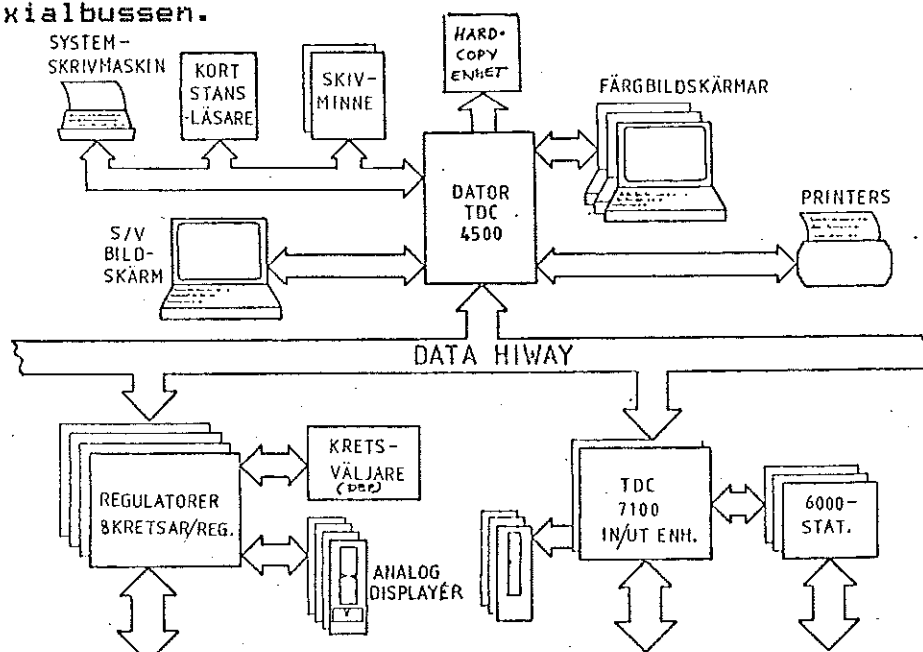 xialbussen.
SYSTEM-
SKRIVMASKIN
KORT
STANS
-LÄSARE
SKIV-
MINNE
HARD-
COPY
ENHET
FÄRGBILDSKÄRMAR
DATOR
TDC
4500
PRINTERS
S/V
BILD-
SKÄRM
DATA HIWAY
REGULATORER
8KRETSAR/REG.
KRETS-
VÄLJARE
(DEP)
ANALOG
DISPLAYER
TDC
7100
IN/UT ENH.
6000-
STAT.